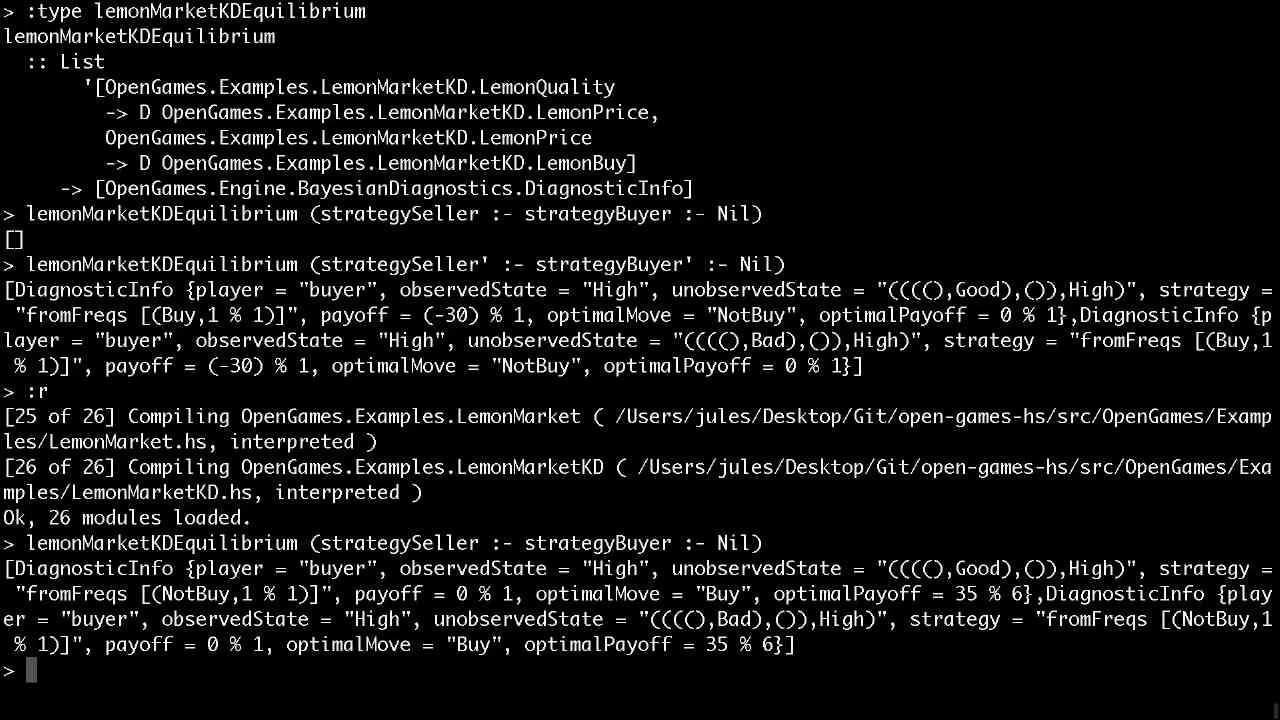 > :type lemonMarketKDEquilibrium
lemonMarketKDEquilibrium
  :: List
       '[OpenGames.Examples.LemonMarketKD.LemonQuality
         -> D OpenGames.Examples.LemonMarketKD.LemonPrice,
         OpenGames.Examples.LemonMarketKD.LemonPrice
         -> D OpenGames.Examples.LemonMarketKD.LemonBuy]
     -> [OpenGames.Engine.BayesianDiagnostics.DiagnosticInfo]
> lemonMarketKDEquilibrium (strategySeller :- strategyBuyer :- Nil)
[]
> lemonMarketKDEquilibrium (strategySeller' :- strategyBuyer' :- Nil)
[DiagnosticInfo {player = "buyer", observedState = "High", unobservedState = "((((),Good),()),High)", strategy =
 "fromFreqs [(Buy,1 % 1)]", payoff = (-30) % 1, optimalMove = "NotBuy", optimalPayoff = 0 % 1},DiagnosticInfo {p
layer = "buyer", observedState = "High", unobservedState = "((((),Bad),()),High)", strategy = "fromFreqs [(Buy,1
 % 1)]", payoff = (-30) % 1, optimalMove = "NotBuy", optimalPayoff = 0 % 1}]
> :r
[25 of 26] Compiling OpenGames.Examples.LemonMarket ( /Users/jules/Desktop/Git/open-games-hs/src/OpenGames/Examp
les/LemonMarket.hs, interpreted )
[26 of 26] Compiling OpenGames.Examples.LemonMarketKD ( /Users/jules/Desktop/Git/open-games-hs/src/OpenGames/Exa
mples/LemonMarketKD.hs, interpreted )
Ok, 26 modules loaded.
> lemonMarketKDEquilibrium (strategySeller :- strategyBuyer :- Nil)
[DiagnosticInfo {player = "buyer", observedState = "High", unobservedState = "((((),Good),()),High)", strategy =
 "fromFreqs [(NotBuy,1 % 1)]", payoff = 0 % 1, optimalMove = "Buy", optimalPayoff = 35 % 6},DiagnosticInfo {play
er = "buyer", observedState = "High", unobservedState = "((((),Bad),()),High)", strategy = "fromFreqs [(NotBuy,1
 % 1)]", payoff = 0 % 1, optimalMove = "Buy", optimalPayoff = 35 % 6}]
>